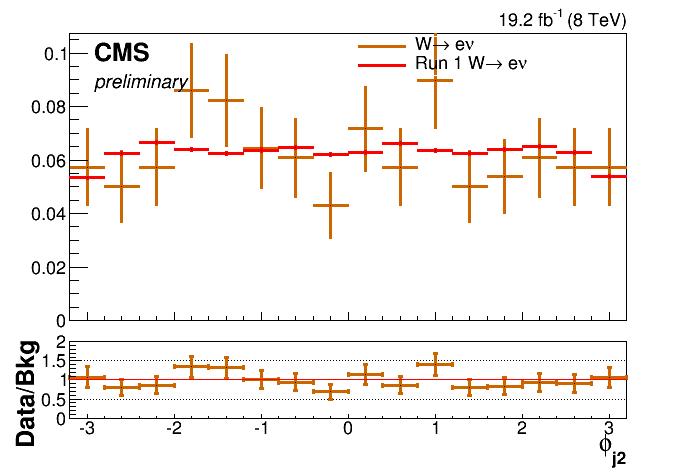 19.2 fb-1 (8 TeV)
CMS
preliminary
W→ eν
Run 1 W→ eν
0.1
0.08
0.06
0.04
0.02
0
Data/Bkg
2
1.5
1
0.5
0
-3 -2 -1 0 1 2 3
ϕj2